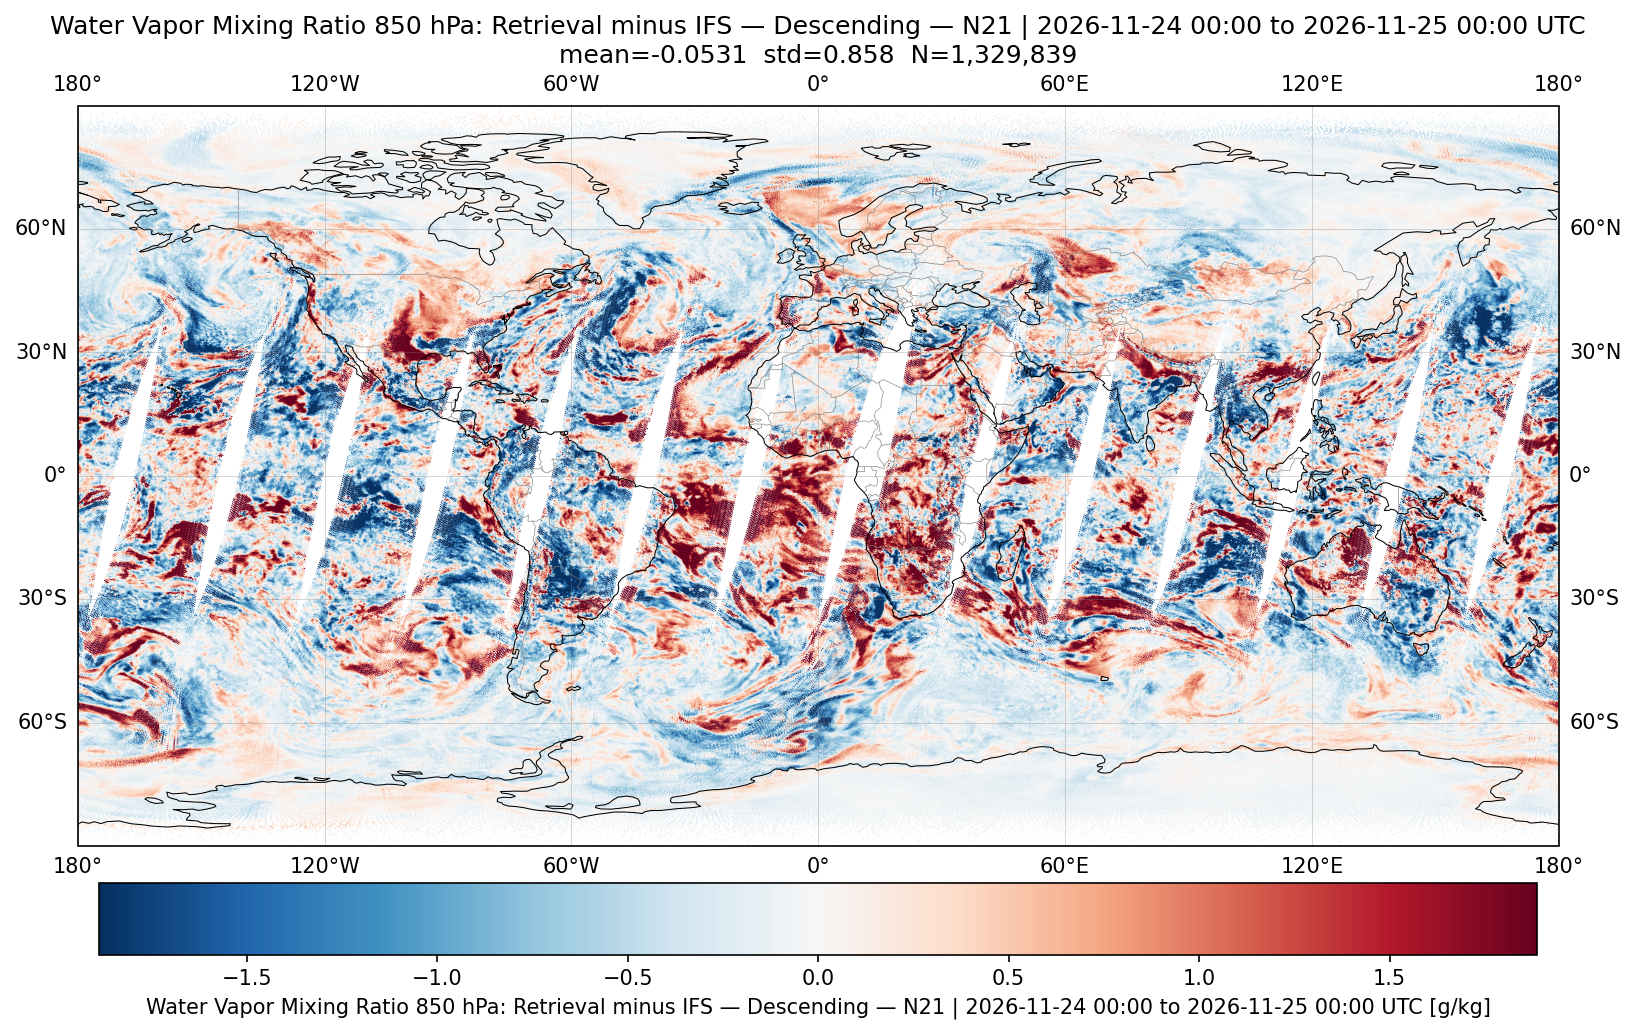 Water Vapor Mixing Ratio 850 hPa: Retrieval minus IFS — Descending — N21 | 2026-11-24 00:00 to 2026-11-25 00:00 UTC
mean=-0.0531  std=0.858  N=1,329,839
180° 120°W 60°W 0° 60°E 120°E 180°
60°N 60°N
30°N 30°N
0° 0°
30°S 30°S
60°S 60°S
180° 120°W 60°W 0° 60°E 120°E 180°
−1.5 −1.0 −0.5 0.0 0.5 1.0 1.5
Water Vapor Mixing Ratio 850 hPa: Retrieval minus IFS — Descending — N21 | 2026-11-24 00:00 to 2026-11-25 00:00 UTC [g/kg]